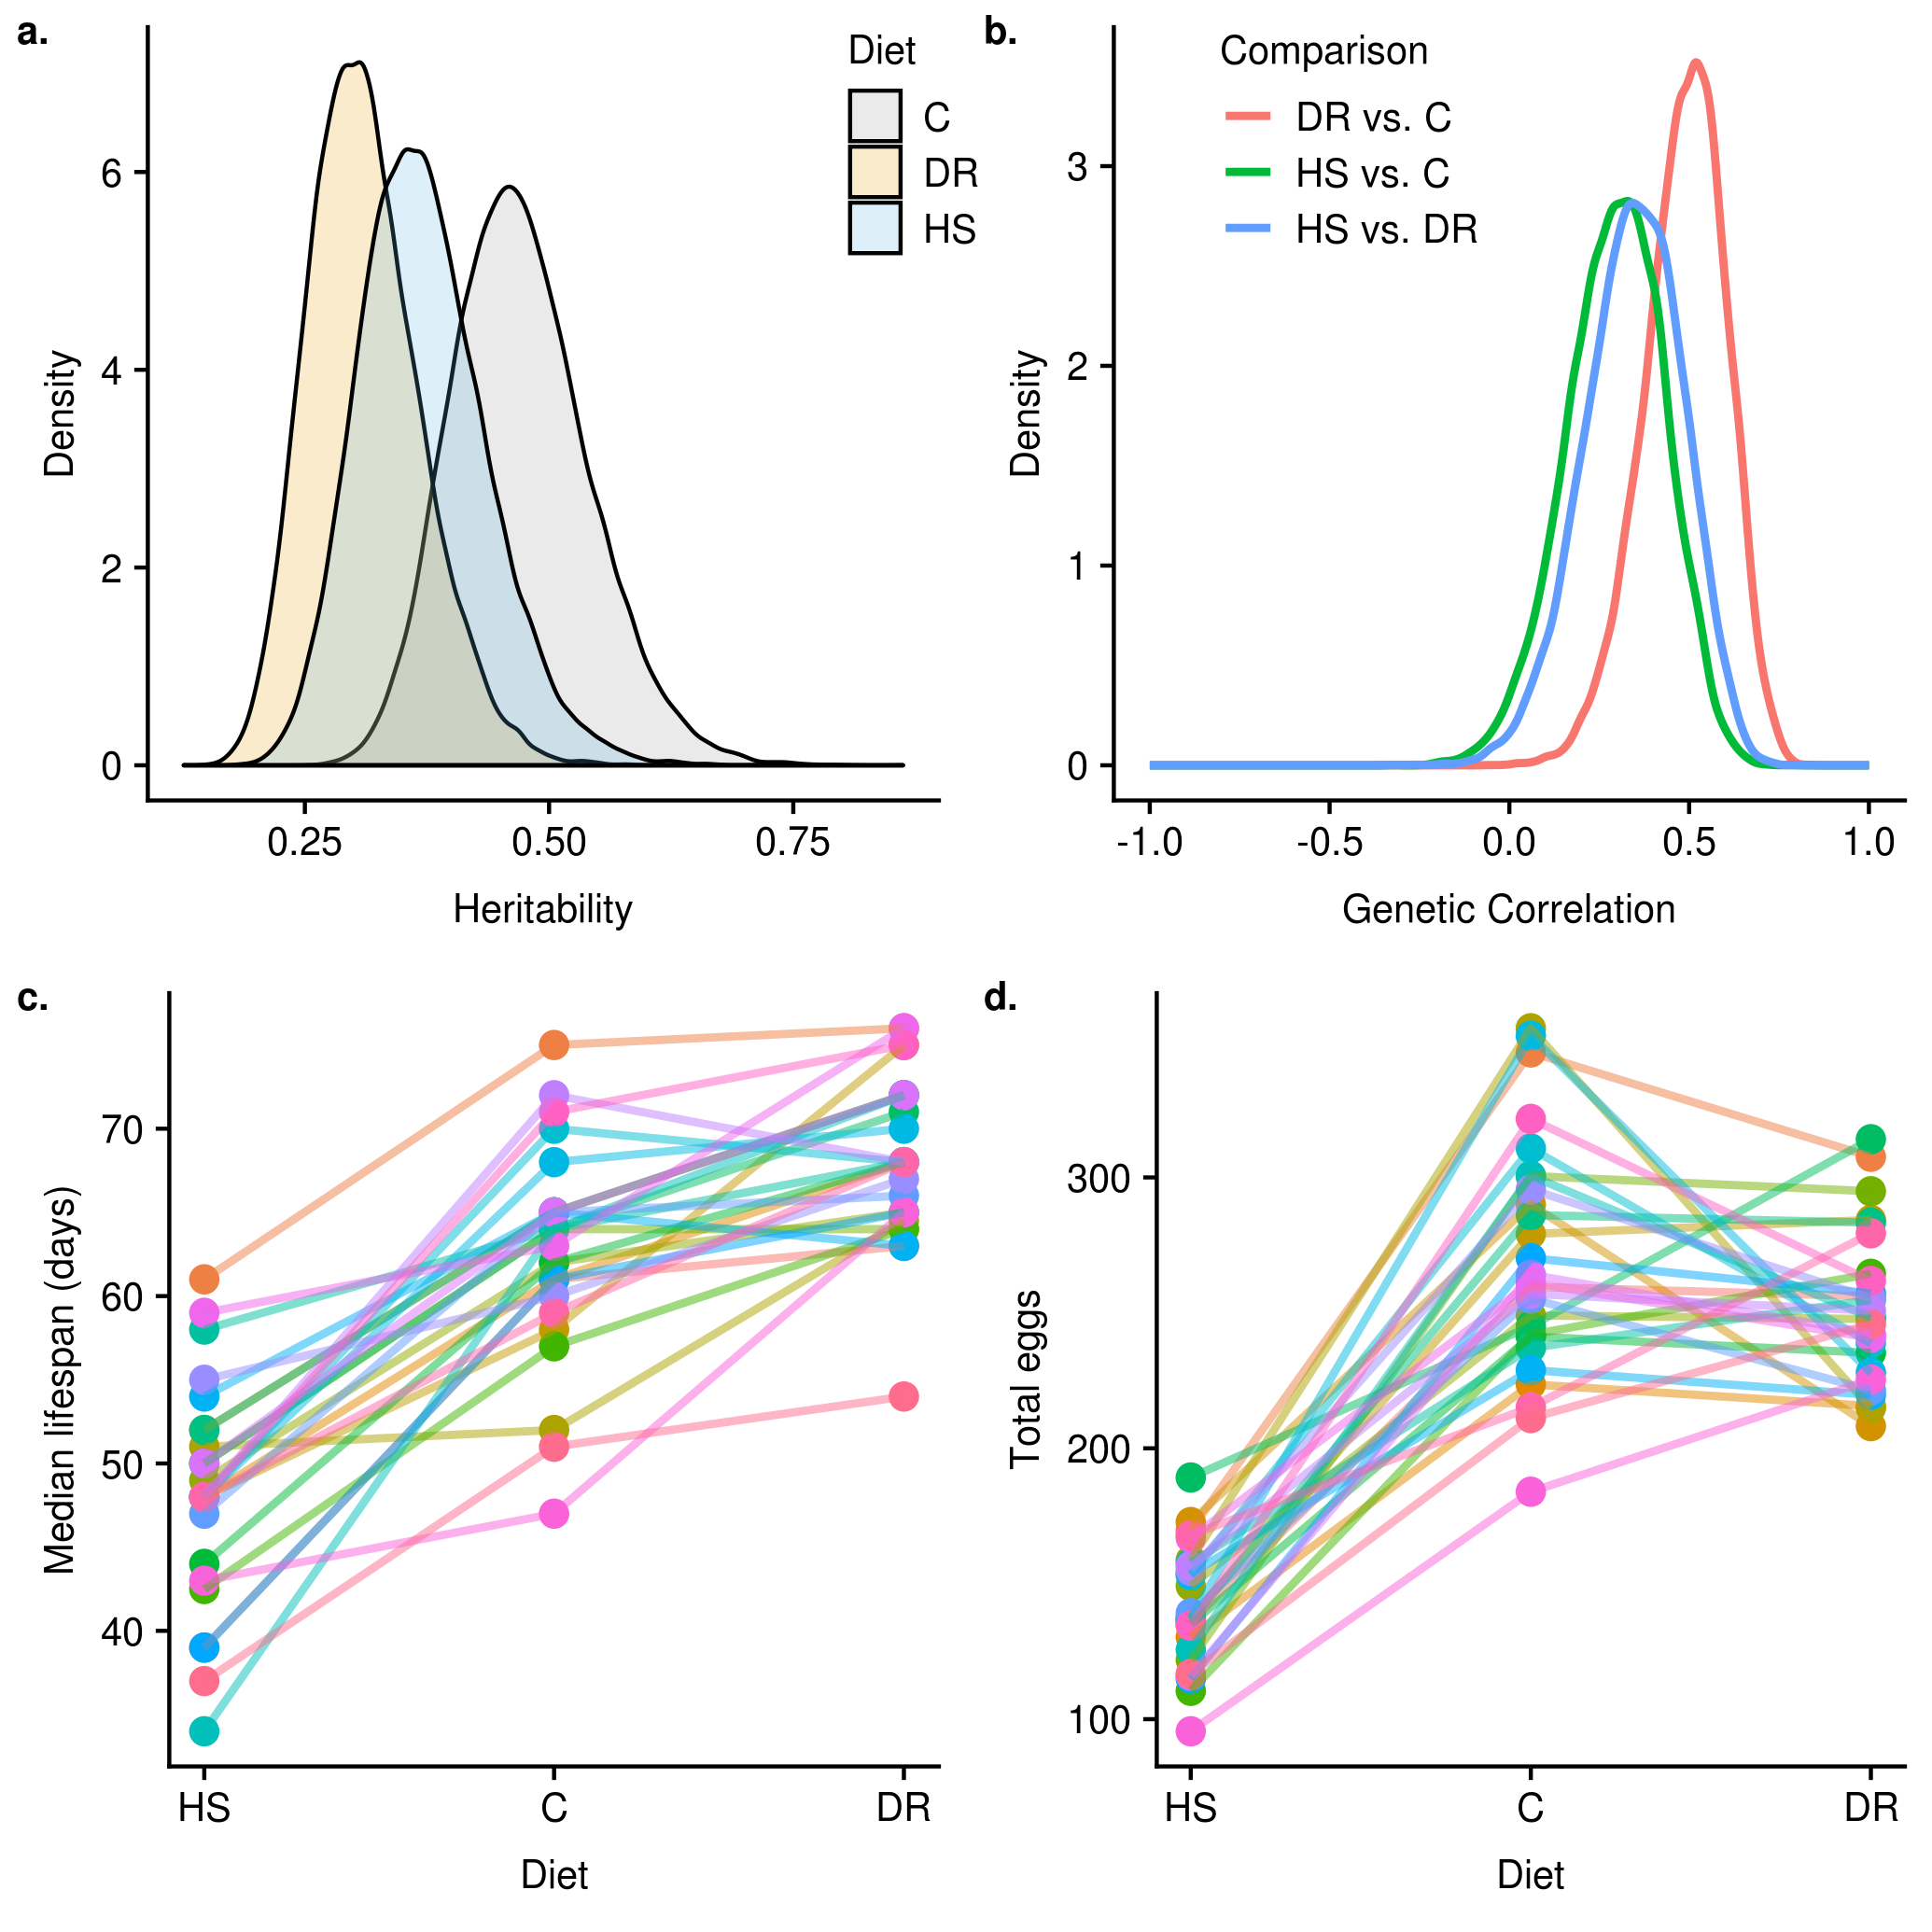 a.
Diet
C
DR
HS
6
4
2
0
Density
0.25 0.50 0.75
Heritability
b.
Comparison
DR vs. C
HS vs. C
HS vs. DR
3
2
1
0
Density
-1.0 -0.5 0.0 0.5 1.0
Genetic Correlation
c.
70
60
50
40
Median lifespan (days)
HS C DR
Diet
d.
300
200
100
Total eggs
HS C DR
Diet